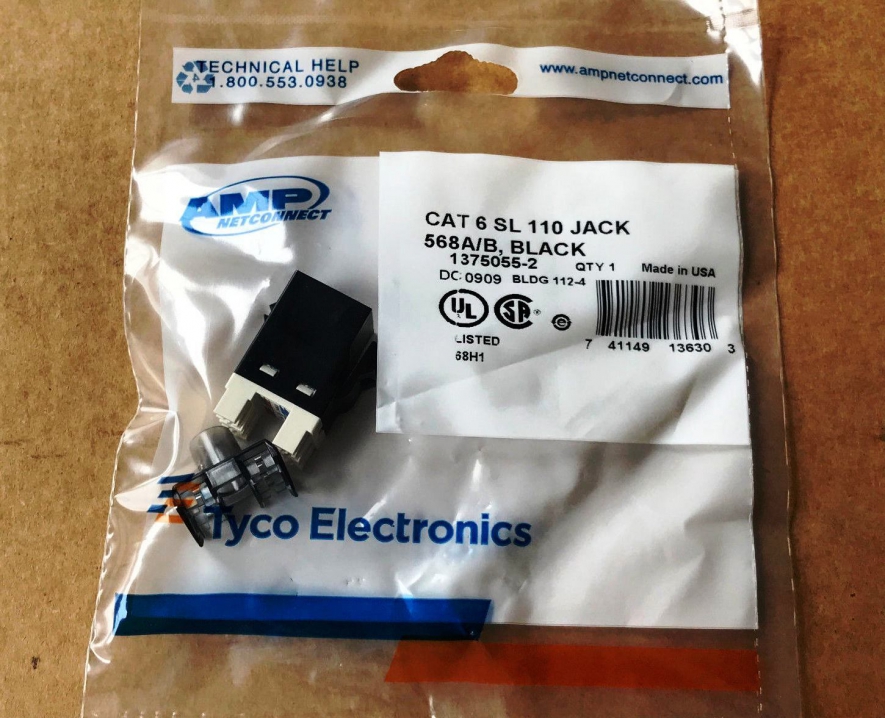 TECHNICAL HELP
1.800.553.0938
www.ampnetconnect.com
AMP
NETCONNECT
CAT 6 SL 110 JACK
568A/B, BLACK
1375055-2 QTY 1 Made in USA
DC: 0909 BLDG 112-4
UL SA
LISTED
68H1
7 41149 13630 3
Tyco Electronics